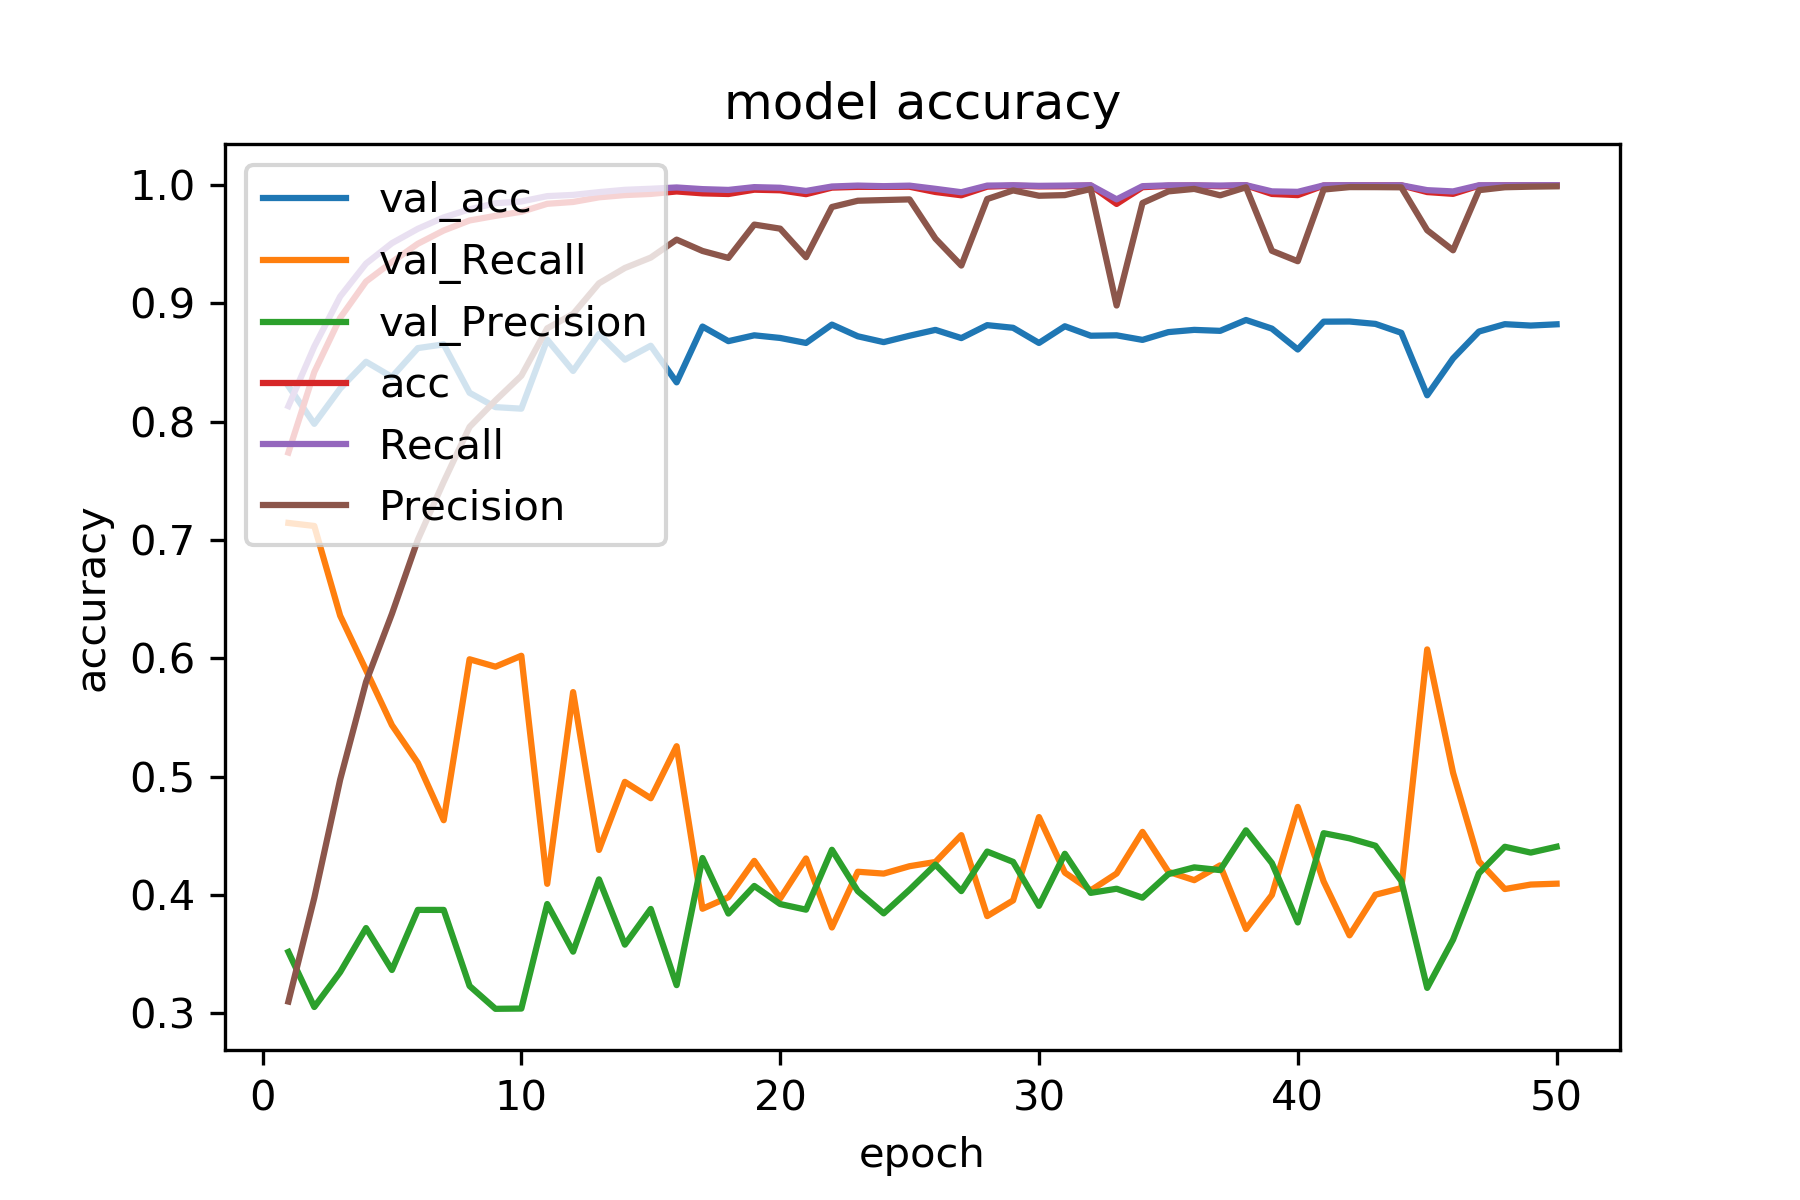 model accuracy
val_acc
val_Recall
val_Precision
acc
Recall
Precision
accuracy
1.0
0.9
0.8
0.7
0.6
0.5
0.4
0.3
0 10 20 30 40 50
epoch